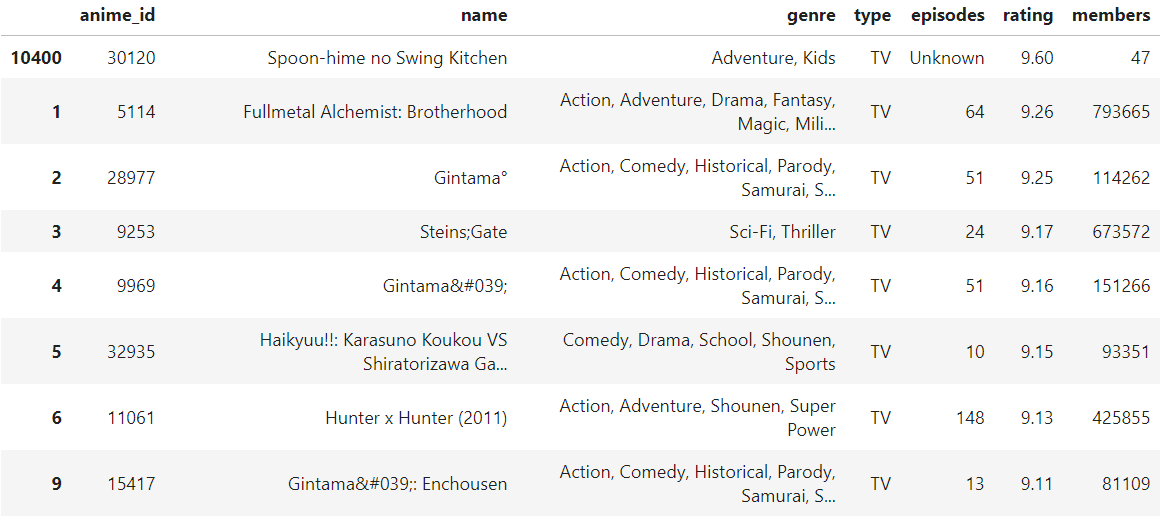 anime_id name genre type episodes rating members
10400 30120 Spoon-hime no Swing Kitchen Adventure, Kids TV Unknown 9.60 47
1 5114 Fullmetal Alchemist: Brotherhood Action, Adventure, Drama, Fantasy, Magic, Mili... TV 64 9.26 793665
2 28977 Gintama° Action, Comedy, Historical, Parody, Samurai, S... TV 51 9.25 114262
3 9253 Steins;Gate Sci-Fi, Thriller TV 24 9.17 673572
4 9969 Gintama&#039; Action, Comedy, Historical, Parody, Samurai, S... TV 51 9.16 151266
5 32935 Haikyuu!!: Karasuno Koukou VS Shiratorizawa Ga... Comedy, Drama, School, Shounen, Sports TV 10 9.15 93351
6 11061 Hunter x Hunter (2011) Action, Adventure, Shounen, Super Power TV 148 9.13 425855
9 15417 Gintama&#039;: Enchousen Action, Comedy, Historical, Parody, Samurai, S... TV 13 9.11 81109